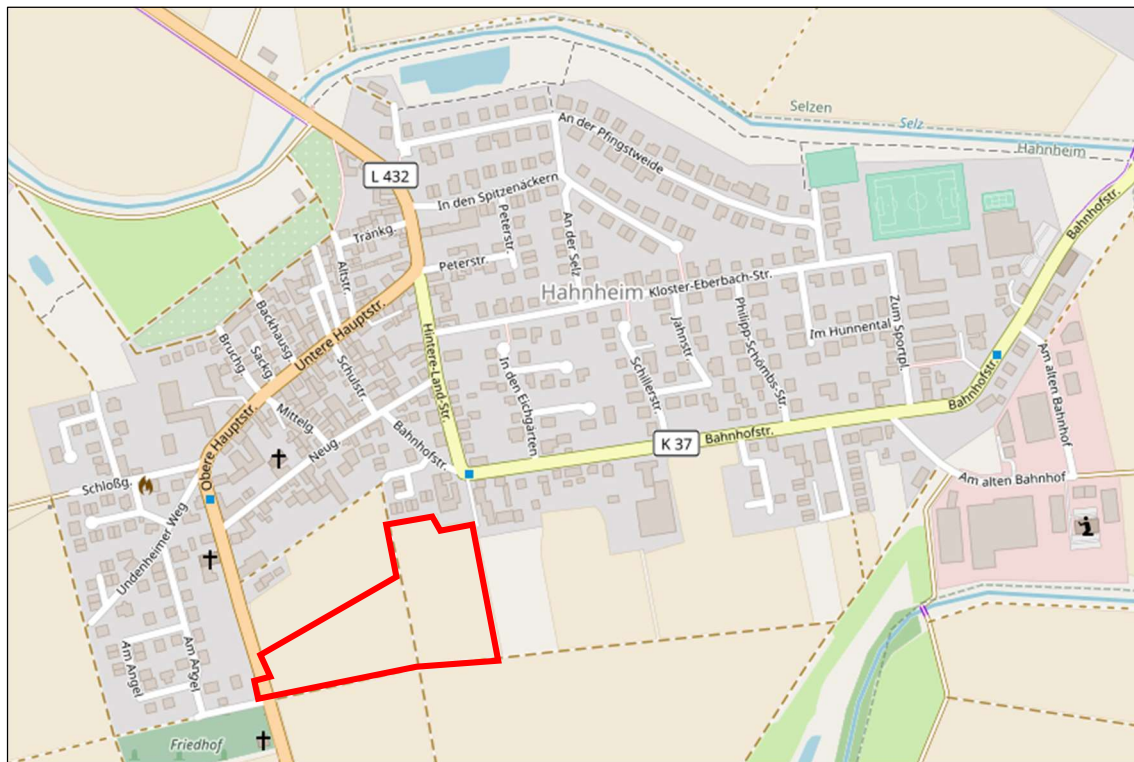 Selzen
Selz
Hahnheim
An der Pfingstweide
L 432
In den Spitzenäckern
Peterstr.
An der Selz
Tränkg.
Peterstr.
Altstr.
Hahnheim
Kloster-Eberbach-Str.
Bahnhofstr.
Backhausg.
Sackg.
Bruchg.
Untere Hauptstr.
Hintere-Land-Str.
Schulstr.
In den Eichgärten
Schillerstr.
Jahnstr.
Philipp-Schömbs-Str.
Im Hunnental
Zum Sportpl.
Am alten Bahnhof
Bahnhofstr.
Mittelg.
Neug.
Obere Hauptstr.
Bahnhofstr.
K 37
Bahnhofstr.
Schloßg.
Am alten Bahnhof
Undenheimer Weg
Am Angel
Am Angel
Friedhof